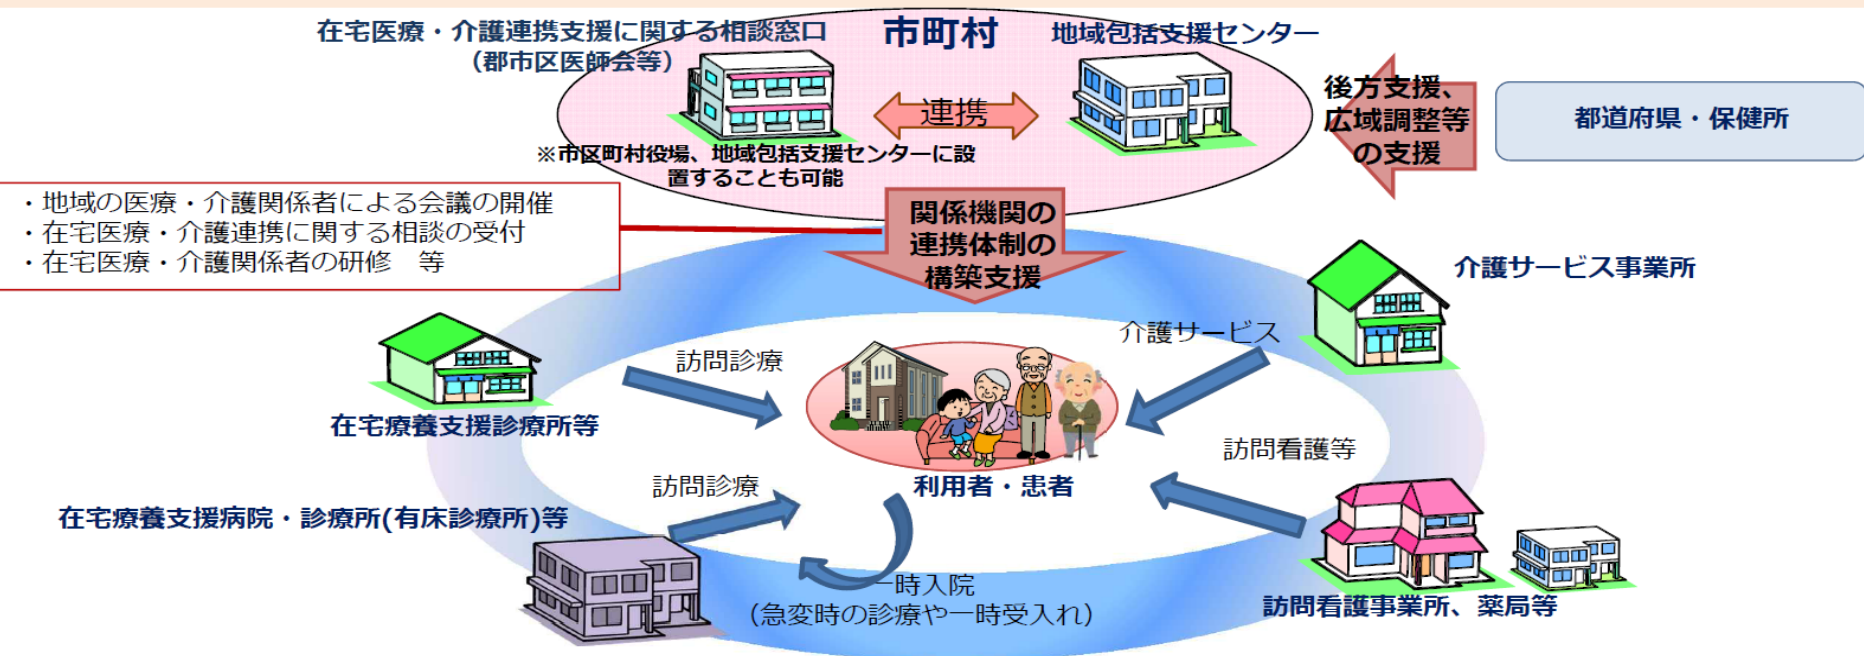 在宅医療・介護連携支援に関する相談窓口
（郡市区医師会等）
市町村
地域包括支援センター
連携
※市区町村役場、地域包括支援センターに設
置することも可能
後方支援、
広域調整等
の支援
都道府県・保健所
・地域の医療・介護関係者による会議の開催
・在宅医療・介護連携に関する相談の受付
・在宅医療・介護関係者の研修　等
関係機関の
連携体制の
構築支援
介護サービス事業所
介護サービス
訪問診療
在宅療養支援診療所等
訪問看護等
訪問診療
利用者・患者
在宅療養支援病院・診療所(有床診療所)等
一時入院
（急変時の診療や一時受入れ）
訪問看護事業所、薬局等